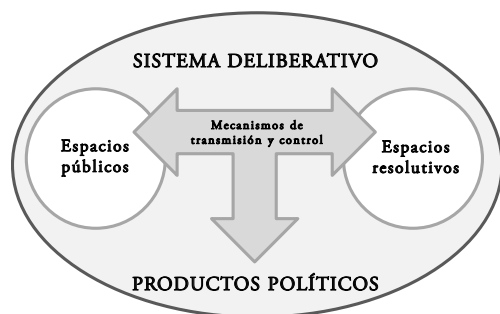 SISTEMA DELIBERATIVO
Mecanismos de
transmisión y control
Espacios
públicos
Espacios
resolutivos
PRODUCTOS POLÍTICOS